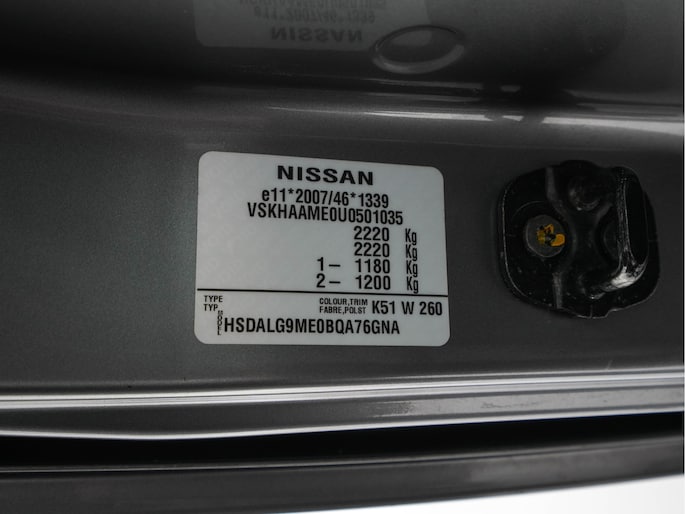 NISSAN
e11*2007/46*1339
VSKHAAME0U0501035
2220 Kg
2220 Kg
1– 1180 Kg
2– 1200 Kg
TYPE
TYP
COLOUR,TRIM
FABRE,POLST
K51 W 260
MODEL
HSDALG9ME0BQA76GNA